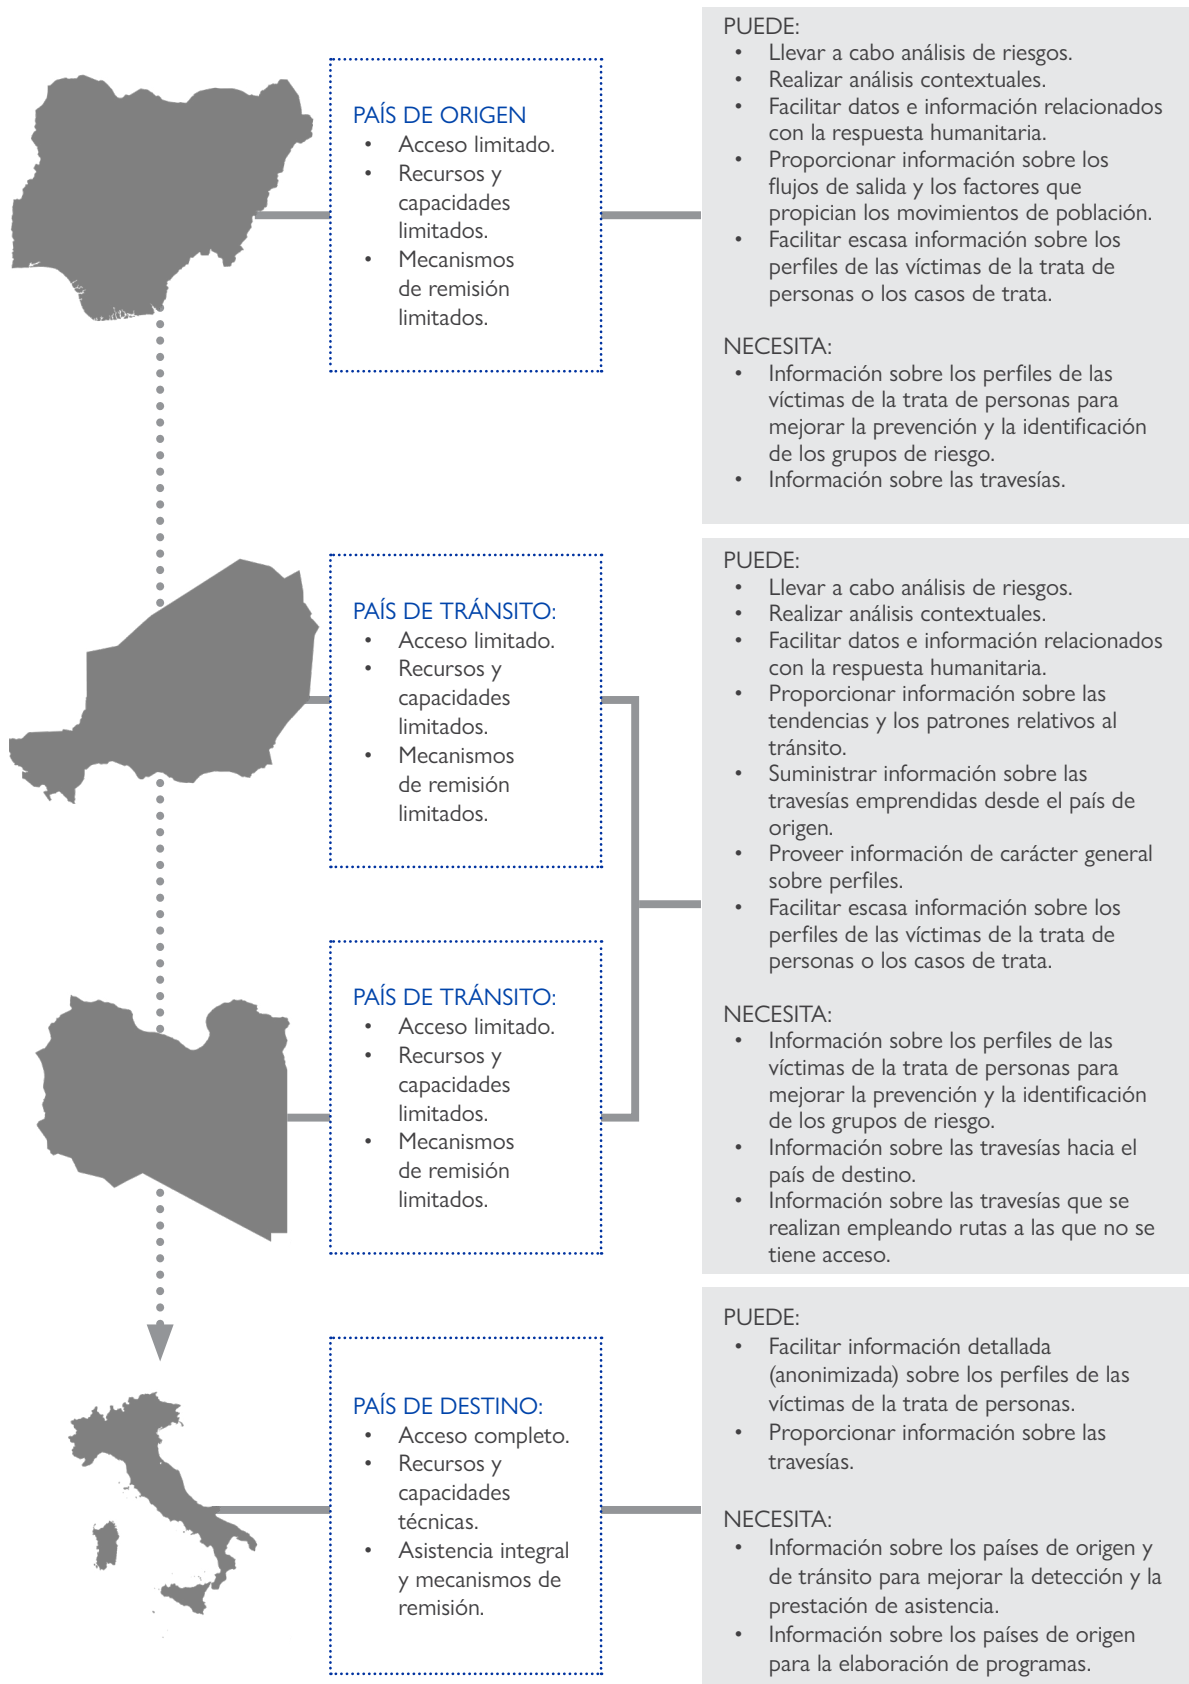 PAÍS DE ORIGEN
• Acceso limitado.
• Recursos y
capacidades
limitados.
• Mecanismos
de remisión
limitados.
PUEDE:
• Llevar a cabo análisis de riesgos.
• Realizar análisis contextuales.
• Facilitar datos e información relacionados
con la respuesta humanitaria.
• Proporcionar información sobre los
flujos de salida y los factores que
propician los movimientos de población.
• Facilitar escasa información sobre los
perfiles de las víctimas de la trata de
personas o los casos de trata.
NECESITA:
• Información sobre los perfiles de las
víctimas de la trata de personas para
mejorar la prevención y la identificación
de los grupos de riesgo.
• Información sobre las travesías.
PAÍS DE TRÁNSITO:
• Acceso limitado.
• Recursos y
capacidades
limitados.
• Mecanismos
de remisión
limitados.
PAÍS DE TRÁNSITO:
• Acceso limitado.
• Recursos y
capacidades
limitados.
• Mecanismos
de remisión
limitados.
PUEDE:
• Llevar a cabo análisis de riesgos.
• Realizar análisis contextuales.
• Facilitar datos e información relacionados
con la respuesta humanitaria.
• Proporcionar información sobre las
tendencias y los patrones relativos al
tránsito.
• Suministrar información sobre las
travesías emprendidas desde el país de
origen.
• Proveer información de carácter general
sobre perfiles.
• Facilitar escasa información sobre los
perfiles de las víctimas de la trata de
personas o los casos de trata.
NECESITA:
• Información sobre los perfiles de las
víctimas de la trata de personas para
mejorar la prevención y la identificación
de los grupos de riesgo.
• Información sobre las travesías hacia el
país de destino.
• Información sobre las travesías que se
realizan empleando rutas a las que no se
tiene acceso.
PAÍS DE DESTINO:
• Acceso completo.
• Recursos y
capacidades
técnicas.
• Asistencia integral
y mecanismos de
remisión.
PUEDE:
• Facilitar información detallada
(anonimizada) sobre los perfiles de las
víctimas de la trata de personas.
• Proporcionar información sobre las
travesías.
NECESITA:
• Información sobre los países de origen y
de tránsito para mejorar la detección y la
prestación de asistencia.
• Información sobre los países de origen
para la elaboración de programas.